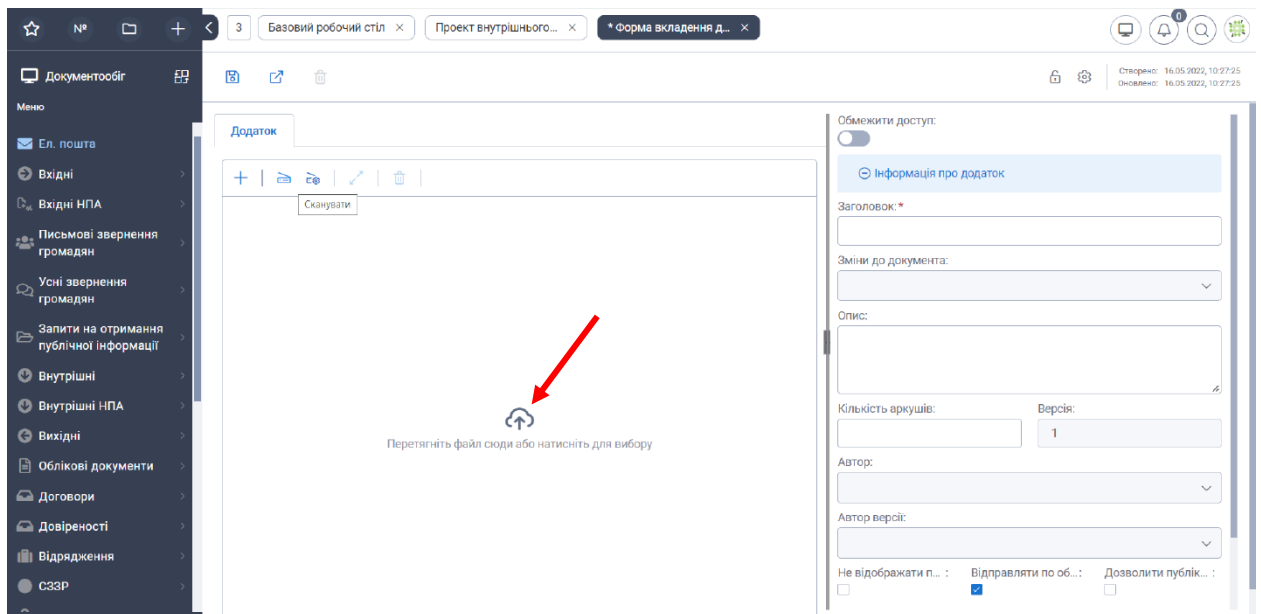 №
3
Базовий робочий стіл ×
Проект внутрішнього... ×
* Форма вкладення д... ×
0
Документообіг
Створено: 16.05.2022, 10:27:25
Оновлено: 16.05.2022, 10:27:25
Меню
Ел. пошта
Вхідні
Вхідні НПА
Письмові звернення
громадян
Усні звернення
громадян
Запити на отримання
публічної інформації
Внутрішні
Внутрішні НПА
Вихідні
Облікові документи
Договори
Довіреності
Відрядження
СЗЗР
Додаток
Сканувати
Перетягніть файл сюди або натисніть для вибору
Обмежити доступ:
Інформація про додаток
Заголовок:*
Зміни до документа:
Опис:
Кількість аркушів: Версія:
1
Автор:
Автор версії:
Не відображати п... : Відправляти по об...: Дозволити публік... :